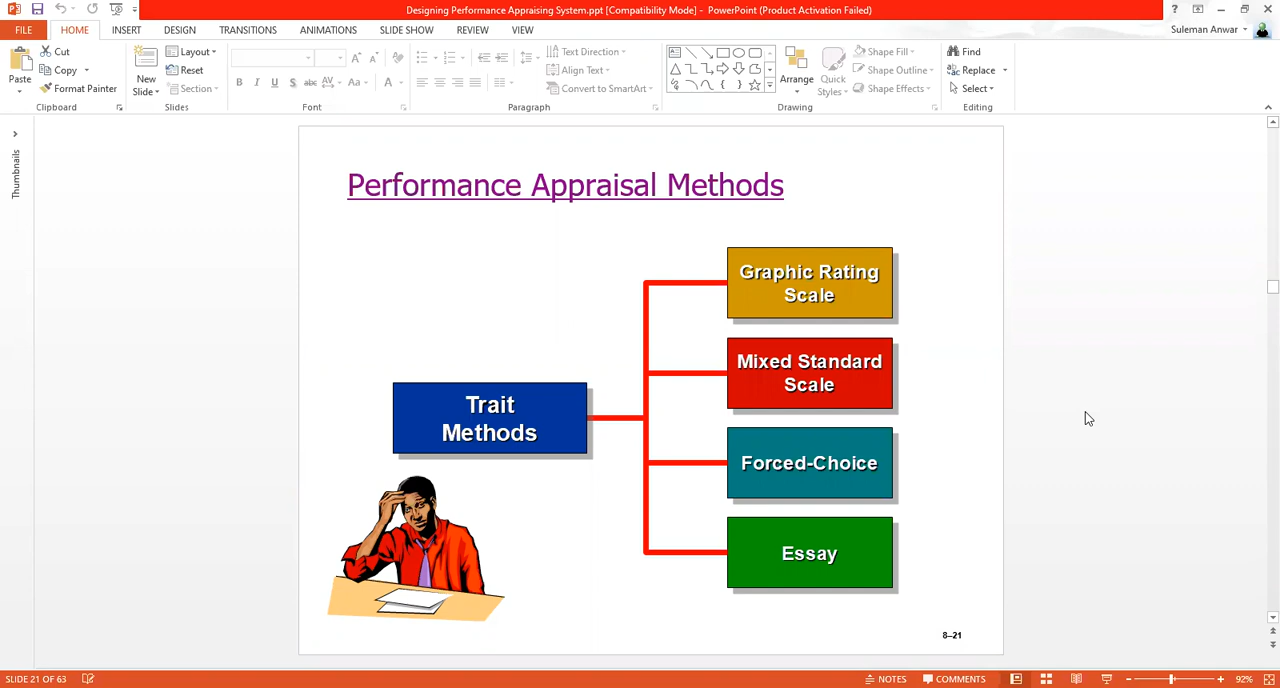 Designing Performance Appraising System.ppt [Compatibility Mode] - PowerPoint (Product Activation Failed)
FILE HOME INSERT DESIGN TRANSITIONS ANIMATIONS SLIDE SHOW REVIEW VIEW
Suleman Anwar
Paste
Cut
Copy
Format Painter
Clipboard
New
Slide
Layout
Reset
Section
Slides
B I U S abc AV Aa A
Font
Text Direction
Align Text
Convert to SmartArt
Paragraph
Arrange
Quick
Styles
Shape Fill
Shape Outline
Shape Effects
Drawing
Find
Replace
Select
Editing
Thumbnails
Performance Appraisal Methods
Trait
Methods
Graphic Rating
Scale
Mixed Standard
Scale
Forced-Choice
Essay
8–21
SLIDE 21 OF 63
NOTES
COMMENTS
92%